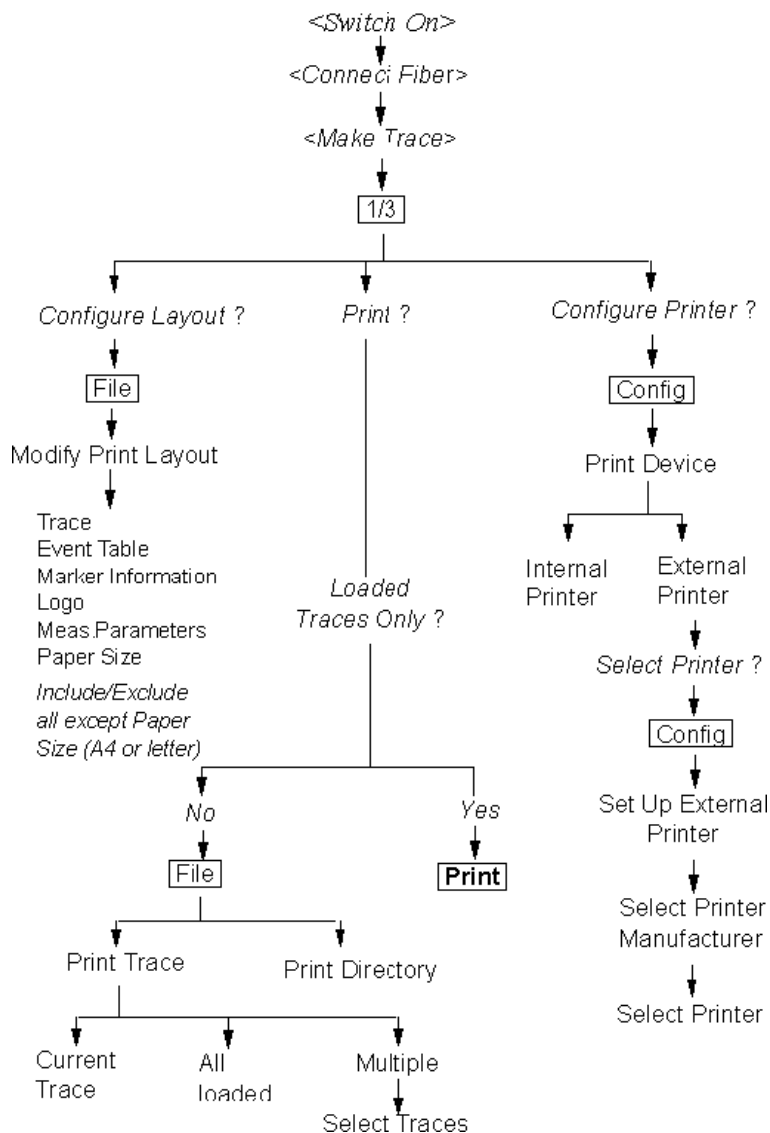 <Switch On>
<Conneci Fiber>
<Make Trace>
1/3
Configure Layout ?
Print ?
Configure Printer ?
File
Config
Modify Print Layout
Print Device
Trace
Event Table
Marker Information
Logo
Meas.Parameters
Paper Size
Include/Exclude
all except Paper
Size (A4 or letter)
Internal
Printer
External
Printer
Loaded
Traces Only ?
Select Printer ?
Config
Set Up External
Printer
No
Yes
File
Print
Select Printer
Manufacturer
Print Trace
Print Directory
Select Printer
Current
Trace
All
loaded
Multiple
Select Traces